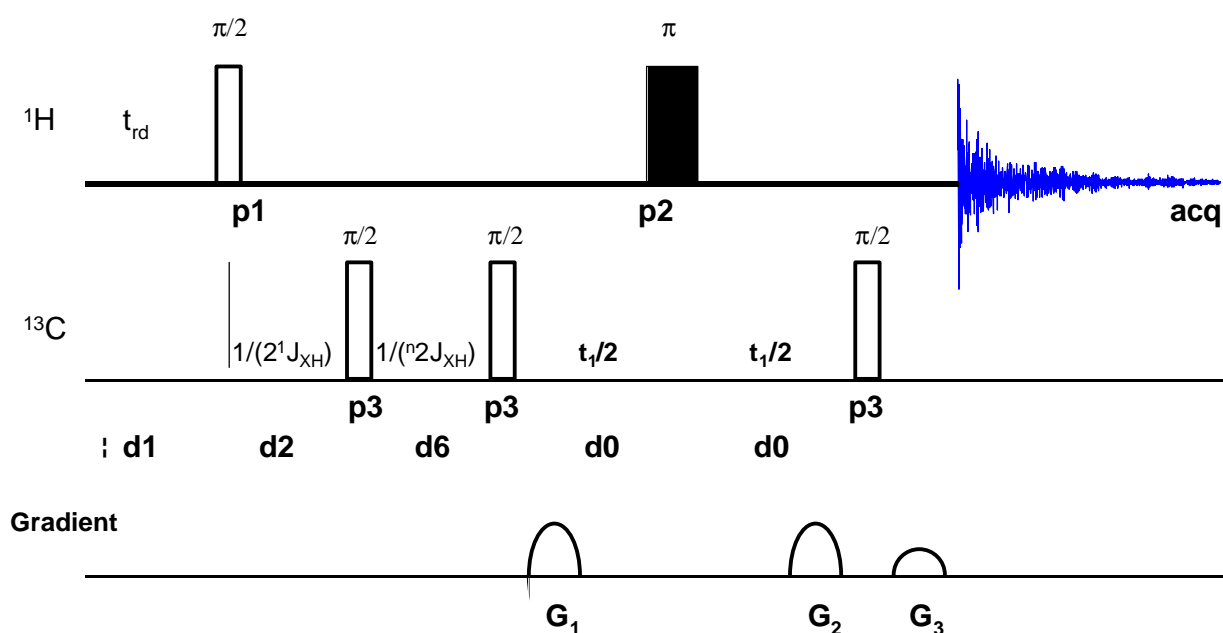 π/2 π
¹H t_rd
p1 p2 acq
π/2 π/2 π/2
¹³C
1/(2¹J_XH) 1/(ⁿ2J_XH) t₁/2 t₁/2
p3 p3 p3
d1 d2 d6 d0 d0
Gradient
G₁ G₂ G₃